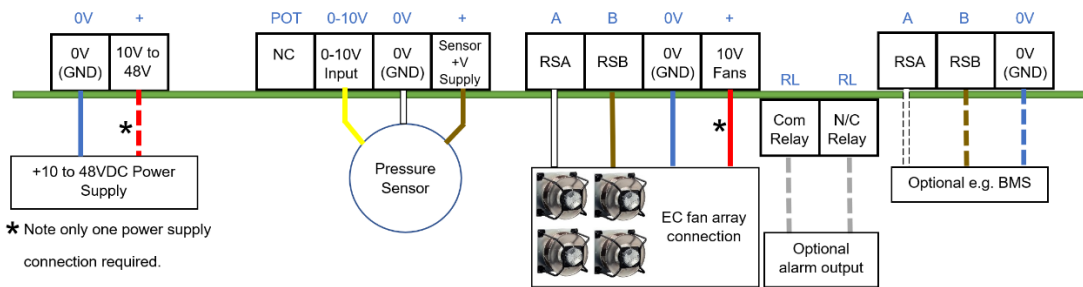 0V + POT 0-10V 0V + A B 0V + A B 0V
0V (GND)
10V to 48V
NC
0-10V Input
0V (GND)
Sensor +V Supply
RSA
RSB
0V (GND)
10V Fans
RL RL
RSA
RSB
0V (GND)
Com Relay
N/C Relay
*
*
+10 to 48VDC Power
Supply
Pressure
Sensor
EC fan array
connection
Optional e.g. BMS
* Note only one power supply
connection required.
Optional
alarm output